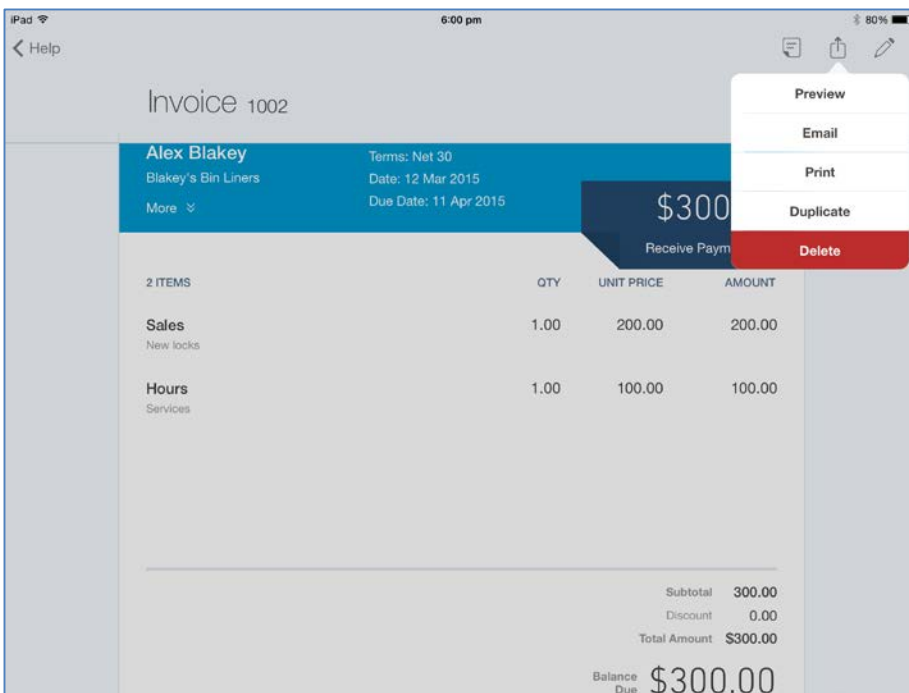 iPad 6:00 pm 80%
Help
Invoice 1002
Preview
Email
Print
Duplicate
Delete
Alex Blakey
Blakey's Bin Liners
More
Terms: Net 30
Date: 12 Mar 2015
Due Date: 11 Apr 2015
$300
Receive Paym
2 ITEMS QTY UNIT PRICE AMOUNT
Sales 1.00 200.00 200.00
New locks
Hours 1.00 100.00 100.00
Services
Subtotal 300.00
Discount 0.00
Total Amount $300.00
Balance Due $300.00